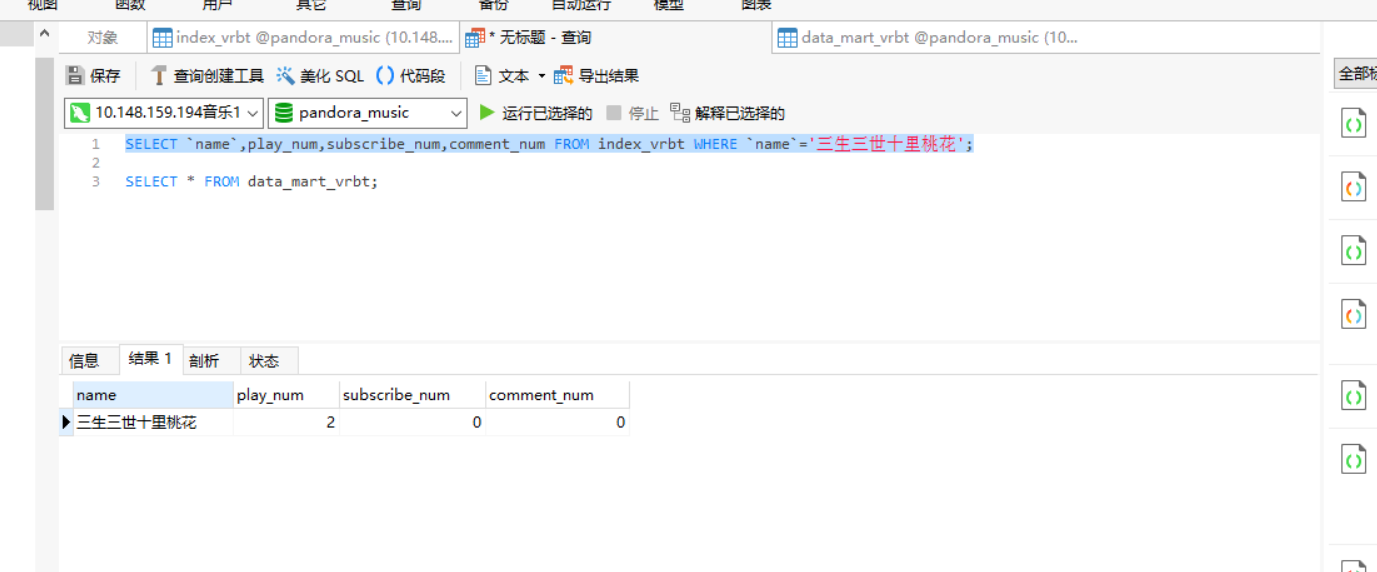 视图 函数 用户 其它 查询 备份 自动运行 模型 图表
对象 index_vrbt @pandora_music (10.148.... * 无标题 - 查询 data_mart_vrbt @pandora_music (10...
保存 查询创建工具 美化 SQL () 代码段 文本 导出结果
全部标
10.148.159.194音乐1 pandora_music 运行已选择的 停止 解释已选择的
1 SELECT `name`,play_num,subscribe_num,comment_num FROM index_vrbt WHERE `name`='三生三世十里桃花';
2
3 SELECT * FROM data_mart_vrbt;
信息 结果 1 剖析 状态
name play_num subscribe_num comment_num
三生三世十里桃花 2 0 0